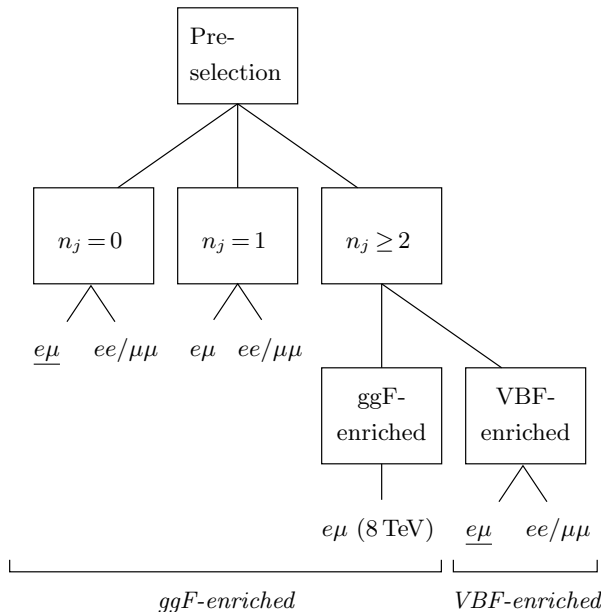 Pre-
selection
n_j = 0
n_j = 1
n_j ≥ 2
eμ ee/μμ eμ ee/μμ
ggF-
enriched
VBF-
enriched
eμ (8 TeV) eμ ee/μμ
ggF-enriched VBF-enriched